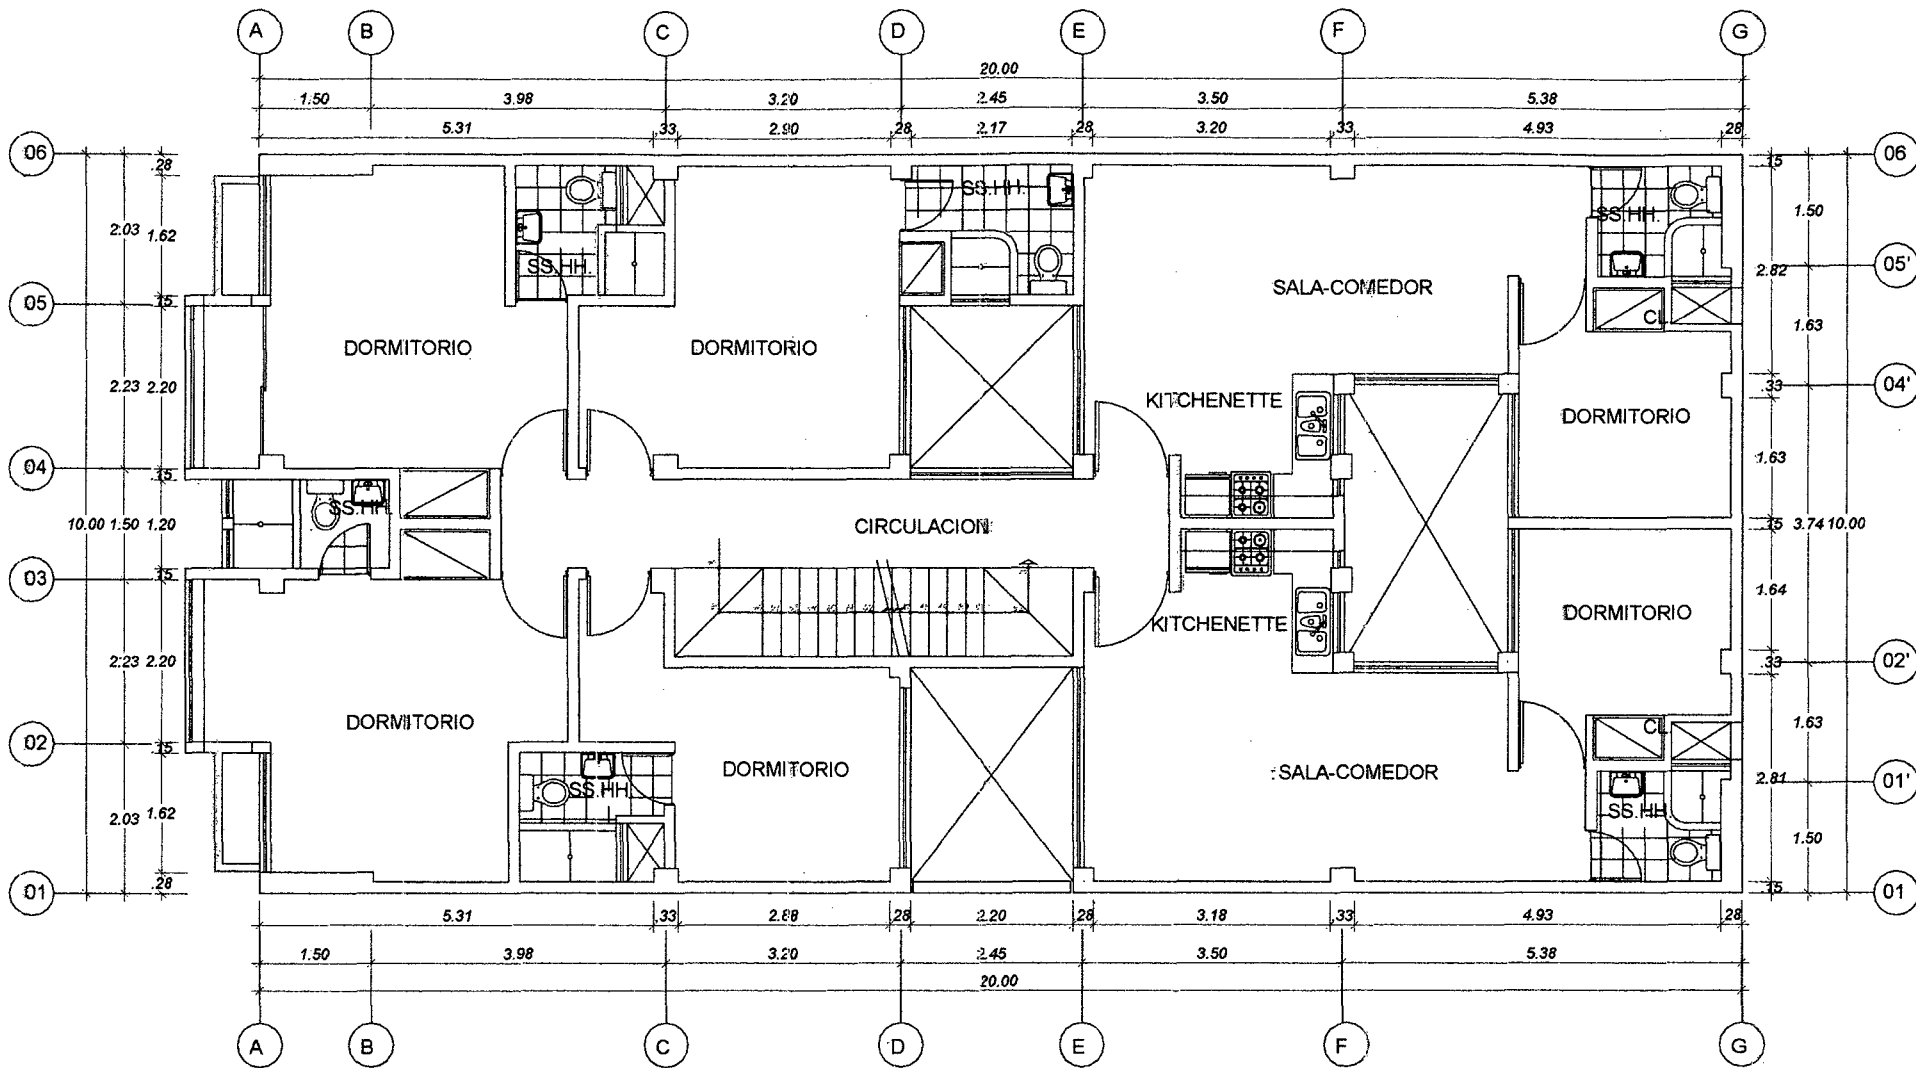 A B C D E F G
20.00
1.50 3.98 3.20 2.45 3.50 5.38
5.31 .33 2.90 .28 2.17 .28 3.20 .33 4.93 .28
06 06
.28 .15
SS.HH.
SS.HH.
2.03 1.62 1.50
SS.HH.
05'
2.82
SALA-COMEDOR
05 .15
CL
1.63
DORMITORIO DORMITORIO
2.23 2.20 .33 04'
KITCHENETTE
DORMITORIO
1.63
04 .15
SS.HH.
10.00 1.50 1.20 CIRCULACION .15 3.74 10.00
03 .15
1.64
DORMITORIO
KITCHENETTE
2.23 2.20 .33 02'
DORMITORIO
CL
1.63
02 .15
DORMITORIO SALA-COMEDOR
2.81 01'
SS.HH.
SS.HH.
2.03 1.62
1.50
.28 .15
01 01
5.31 .33 2.88 .28 2.20 .28 3.18 .33 4.93 .28
1.50 3.98 3.20 2.45 3.50 5.38
20.00
A B C D E F G